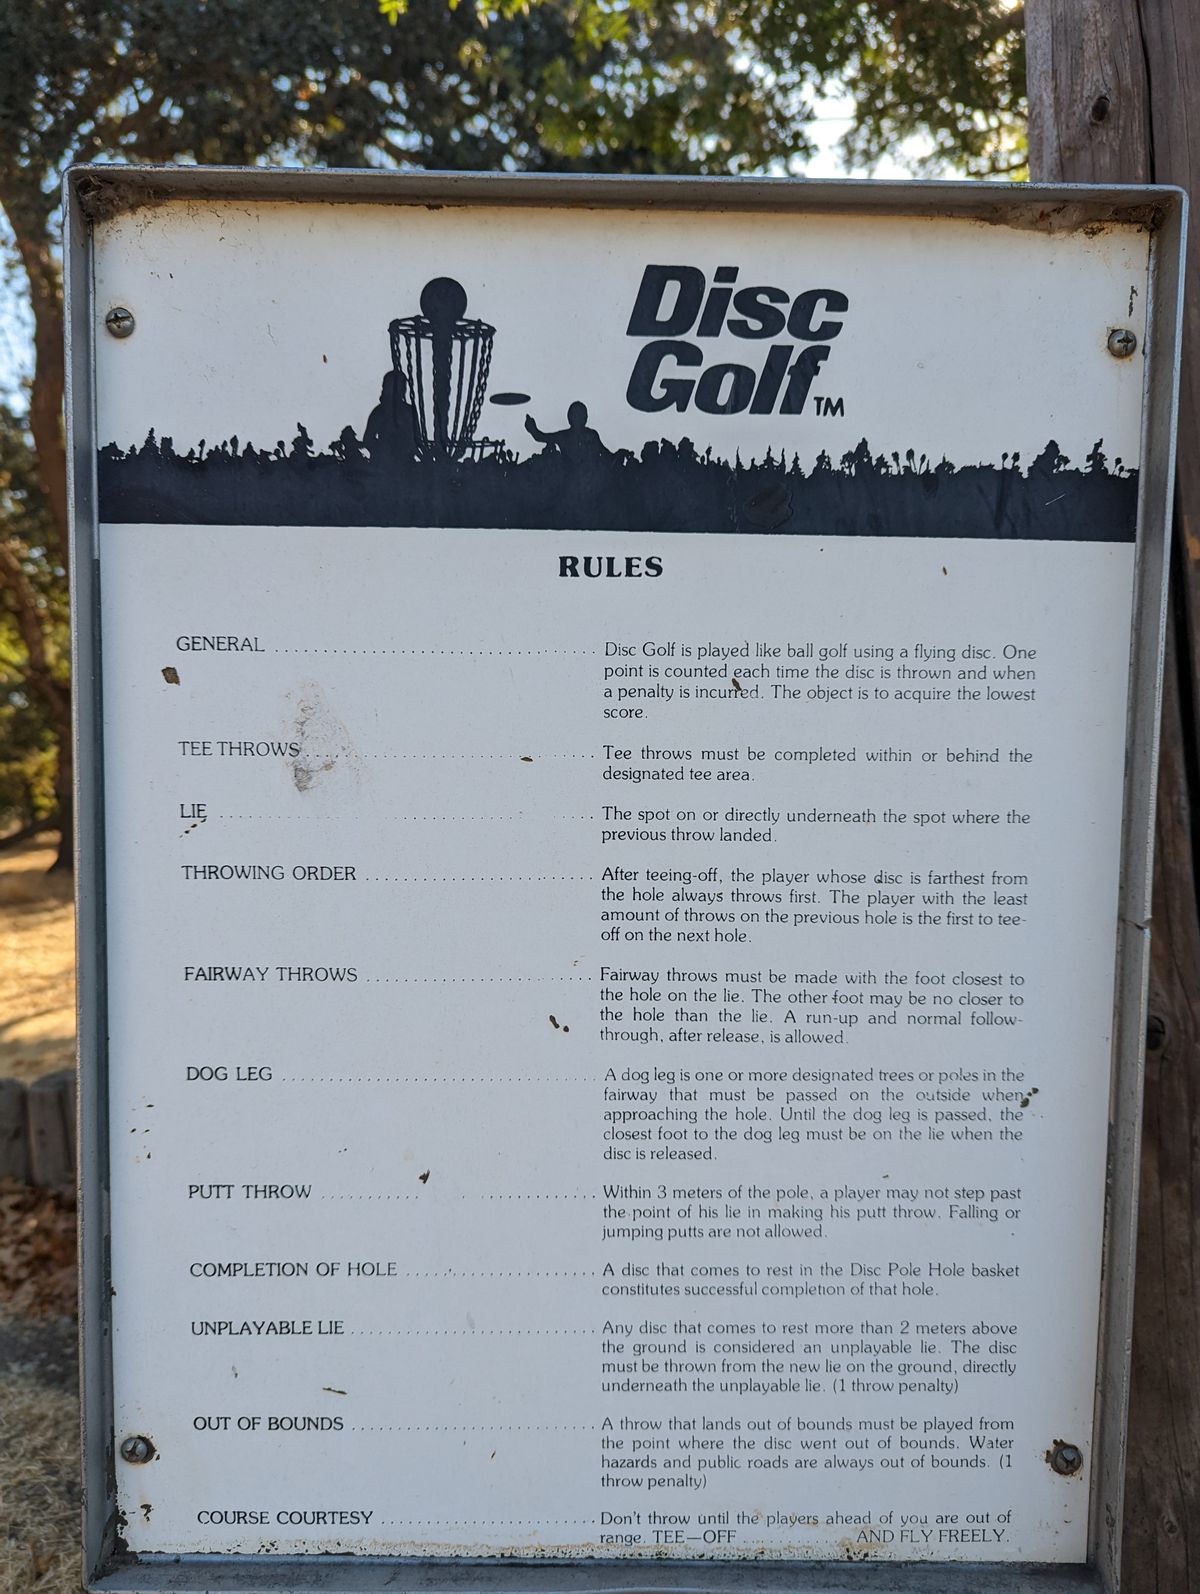 Disc
Golf TM
RULES
GENERAL ........................................ Disc Golf is played like ball golf using a flying disc. One
point is counted each time the disc is thrown and when
a penalty is incurred. The object is to acquire the lowest
score.
TEE THROWS ........................................ Tee throws must be completed within or behind the
designated tee area.
LIE ........................................ The spot on or directly underneath the spot where the
previous throw landed.
THROWING ORDER ........................ After teeing-off, the player whose disc is farthest from
the hole always throws first. The player with the least
amount of throws on the previous hole is the first to tee-
off on the next hole.
FAIRWAY THROWS ........................ Fairway throws must be made with the foot closest to
the hole on the lie. The other foot may be no closer to
the hole than the lie. A run-up and normal follow-
through, after release, is allowed.
DOG LEG ........................................ A dog leg is one or more designated trees or poles in the
fairway that must be passed on the outside when
approaching the hole. Until the dog leg is passed, the
closest foot to the dog leg must be on the lie when the
disc is released.
PUTT THROW ........................................ Within 3 meters of the pole, a player may not step past
the point of his lie in making his putt throw. Falling or
jumping putts are not allowed.
COMPLETION OF HOLE ........................ A disc that comes to rest in the Disc Pole Hole basket
constitutes successful completion of that hole.
UNPLAYABLE LIE ........................ Any disc that comes to rest more than 2 meters above
the ground is considered an unplayable lie. The disc
must be thrown from the new lie on the ground, directly
underneath the unplayable lie. (1 throw penalty)
OUT OF BOUNDS ........................ A throw that lands out of bounds must be played from
the point where the disc went out of bounds. Water
hazards and public roads are always out of bounds. (1
throw penalty)
COURSE COURTESY ........................ Don't throw until the players ahead of you are out of
range. TEE—OFF ............ AND FLY FREELY.